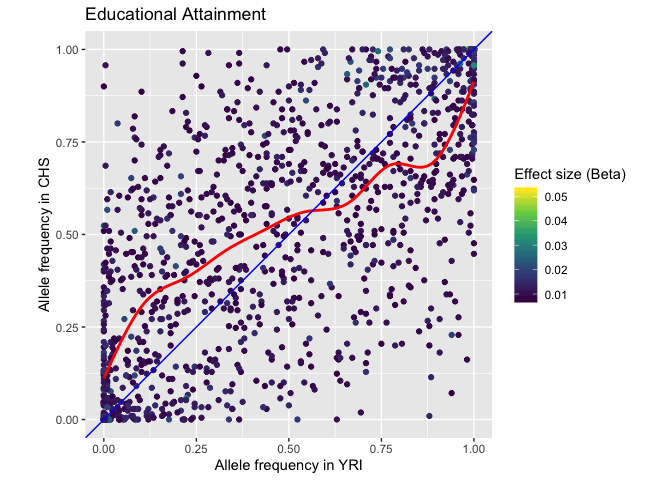 Educational Attainment
1.00
0.75
0.50
0.25
0.00
Allele frequency in CHS
0.00 0.25 0.50 0.75 1.00
Allele frequency in YRI
Effect size (Beta)
0.05
0.04
0.03
0.02
0.01